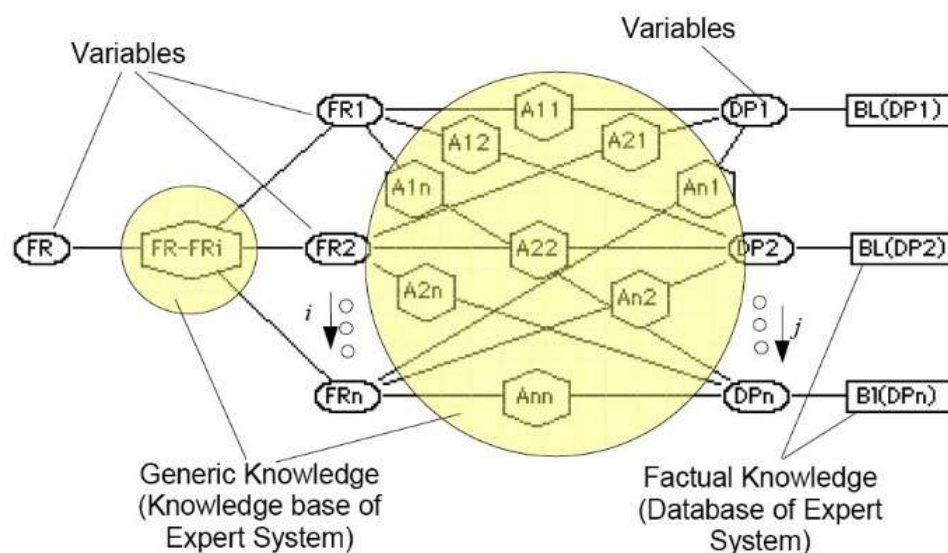 Variables
Variables
FR1
A11
DP1
BL(DP1)
A12
A21
A1n
An1
FR
FR-FRi
FR2
A22
DP2
BL(DP2)
A2n
An2
i
j
FRn
Ann
DPn
B1(DPn)
Generic Knowledge
(Knowledge base of
Expert System)
Factual Knowledge
(Database of Expert
System)